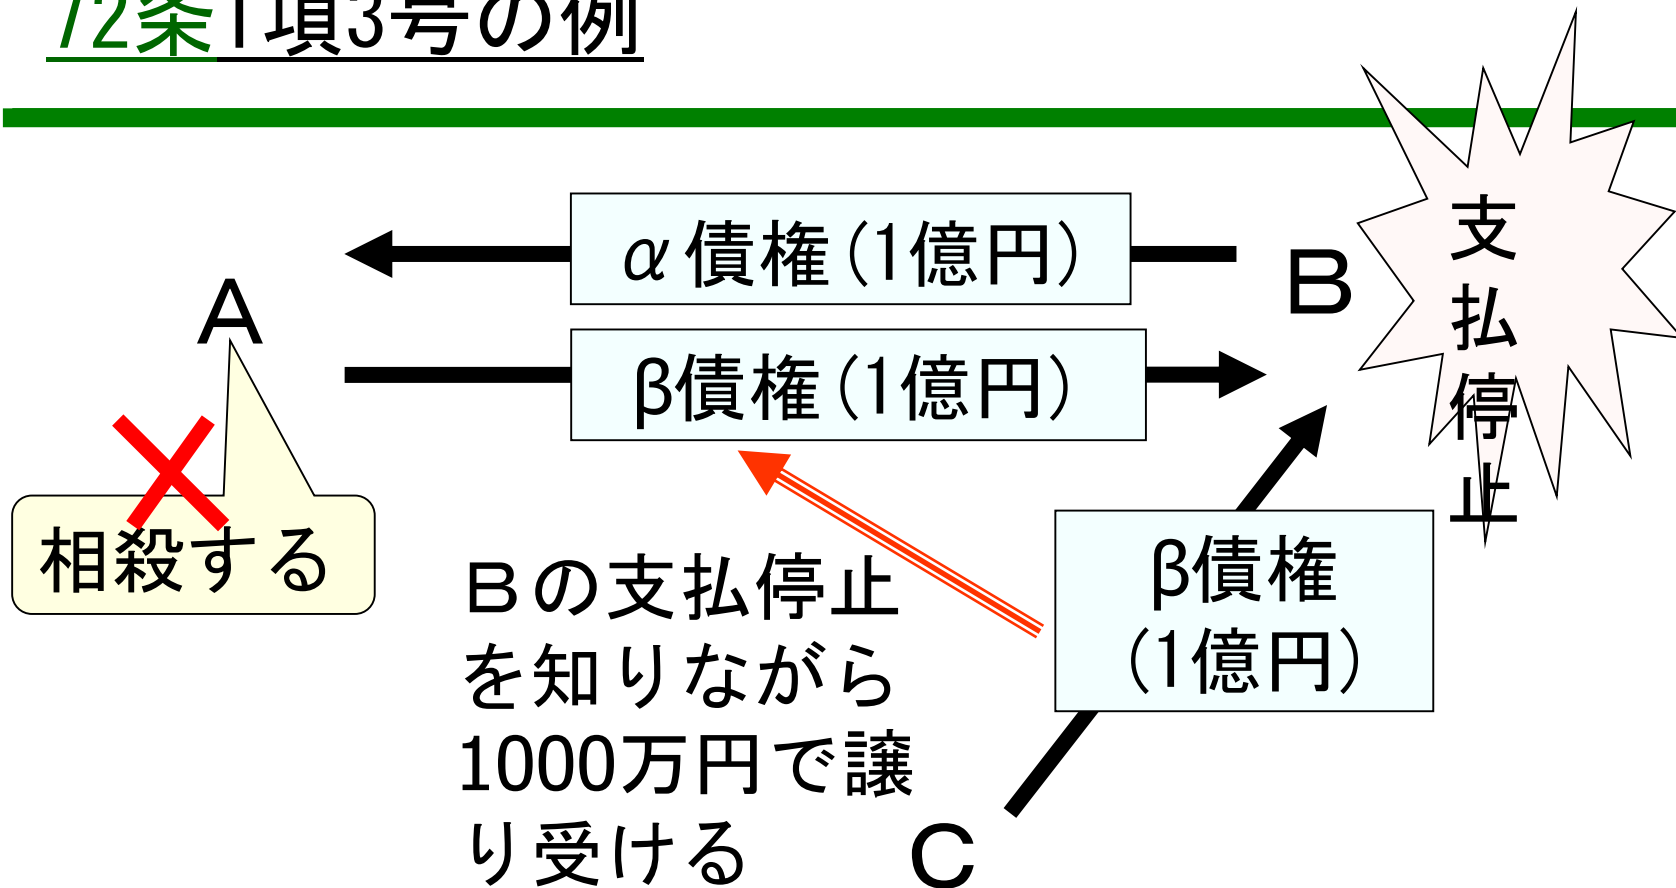 72条1項3号の例
α債権(1億円)
A
B
β債権(1億円)
支払停止
相殺する
Bの支払停止
を知りながら
1000万円で譲
り受ける
β債権
(1億円)
C